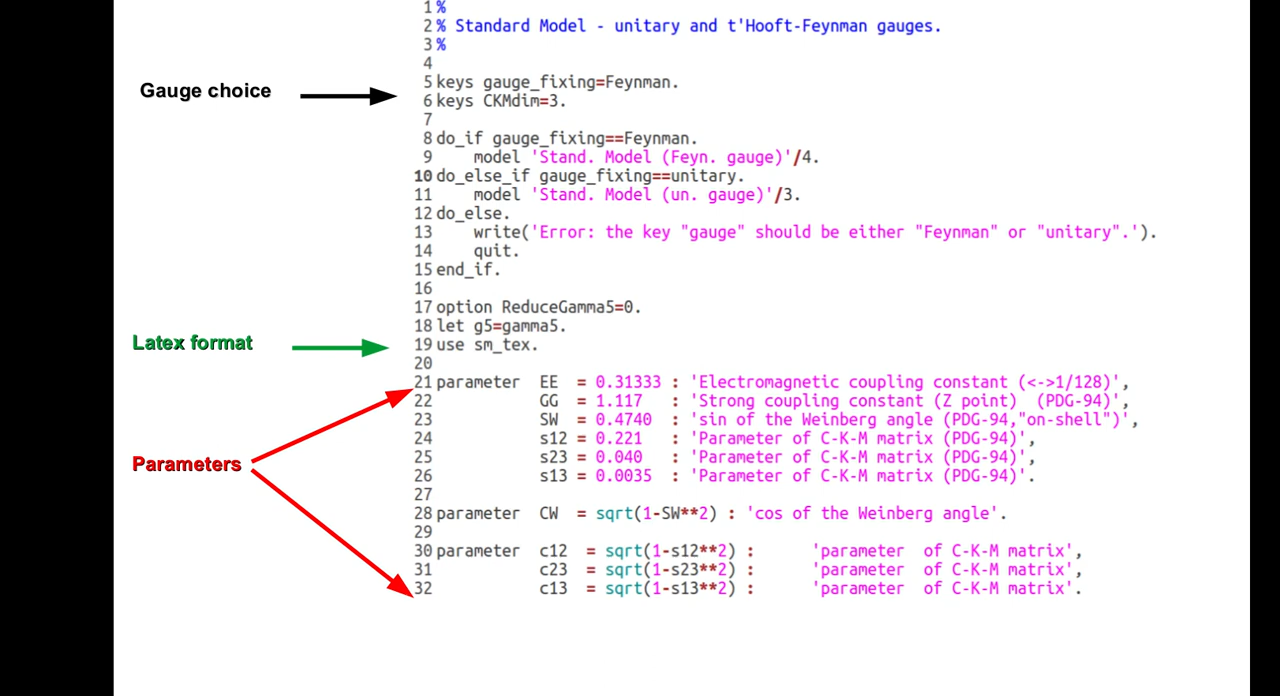 1 %
2 % Standard Model - unitary and t'Hooft-Feynman gauges.
3 %
4
Gauge choice
5 keys gauge_fixing=Feynman.
6 keys CKMdim=3.
7
8 do_if gauge_fixing==Feynman.
9     model 'Stand. Model (Feyn. gauge)'/4.
10 do_else_if gauge_fixing==unitary.
11     model 'Stand. Model (un. gauge)'/3.
12 do_else.
13     write('Error: the key "gauge" should be either "Feynman" or "unitary".').
14     quit.
15 end_if.
16
17 option ReduceGamma5=0.
18 let g5=gamma5.
Latex format
19 use sm_tex.
20
21 parameter  EE  = 0.31333 : 'Electromagnetic coupling constant (<->1/128)',
22            GG  = 1.117   : 'Strong coupling constant (Z point)  (PDG-94)',
23            SW  = 0.4740  : 'sin of the Weinberg angle (PDG-94,"on-shell")',
24            s12 = 0.221   : 'Parameter of C-K-M matrix (PDG-94)',
25            s23 = 0.040   : 'Parameter of C-K-M matrix (PDG-94)',
Parameters
26            s13 = 0.0035  : 'Parameter of C-K-M matrix (PDG-94)'.
27
28 parameter  CW  = sqrt(1-SW**2) : 'cos of the Weinberg angle'.
29
30 parameter  c12  = sqrt(1-s12**2) :      'parameter  of C-K-M matrix',
31            c23  = sqrt(1-s23**2) :      'parameter  of C-K-M matrix',
32            c13  = sqrt(1-s13**2) :      'parameter  of C-K-M matrix'.